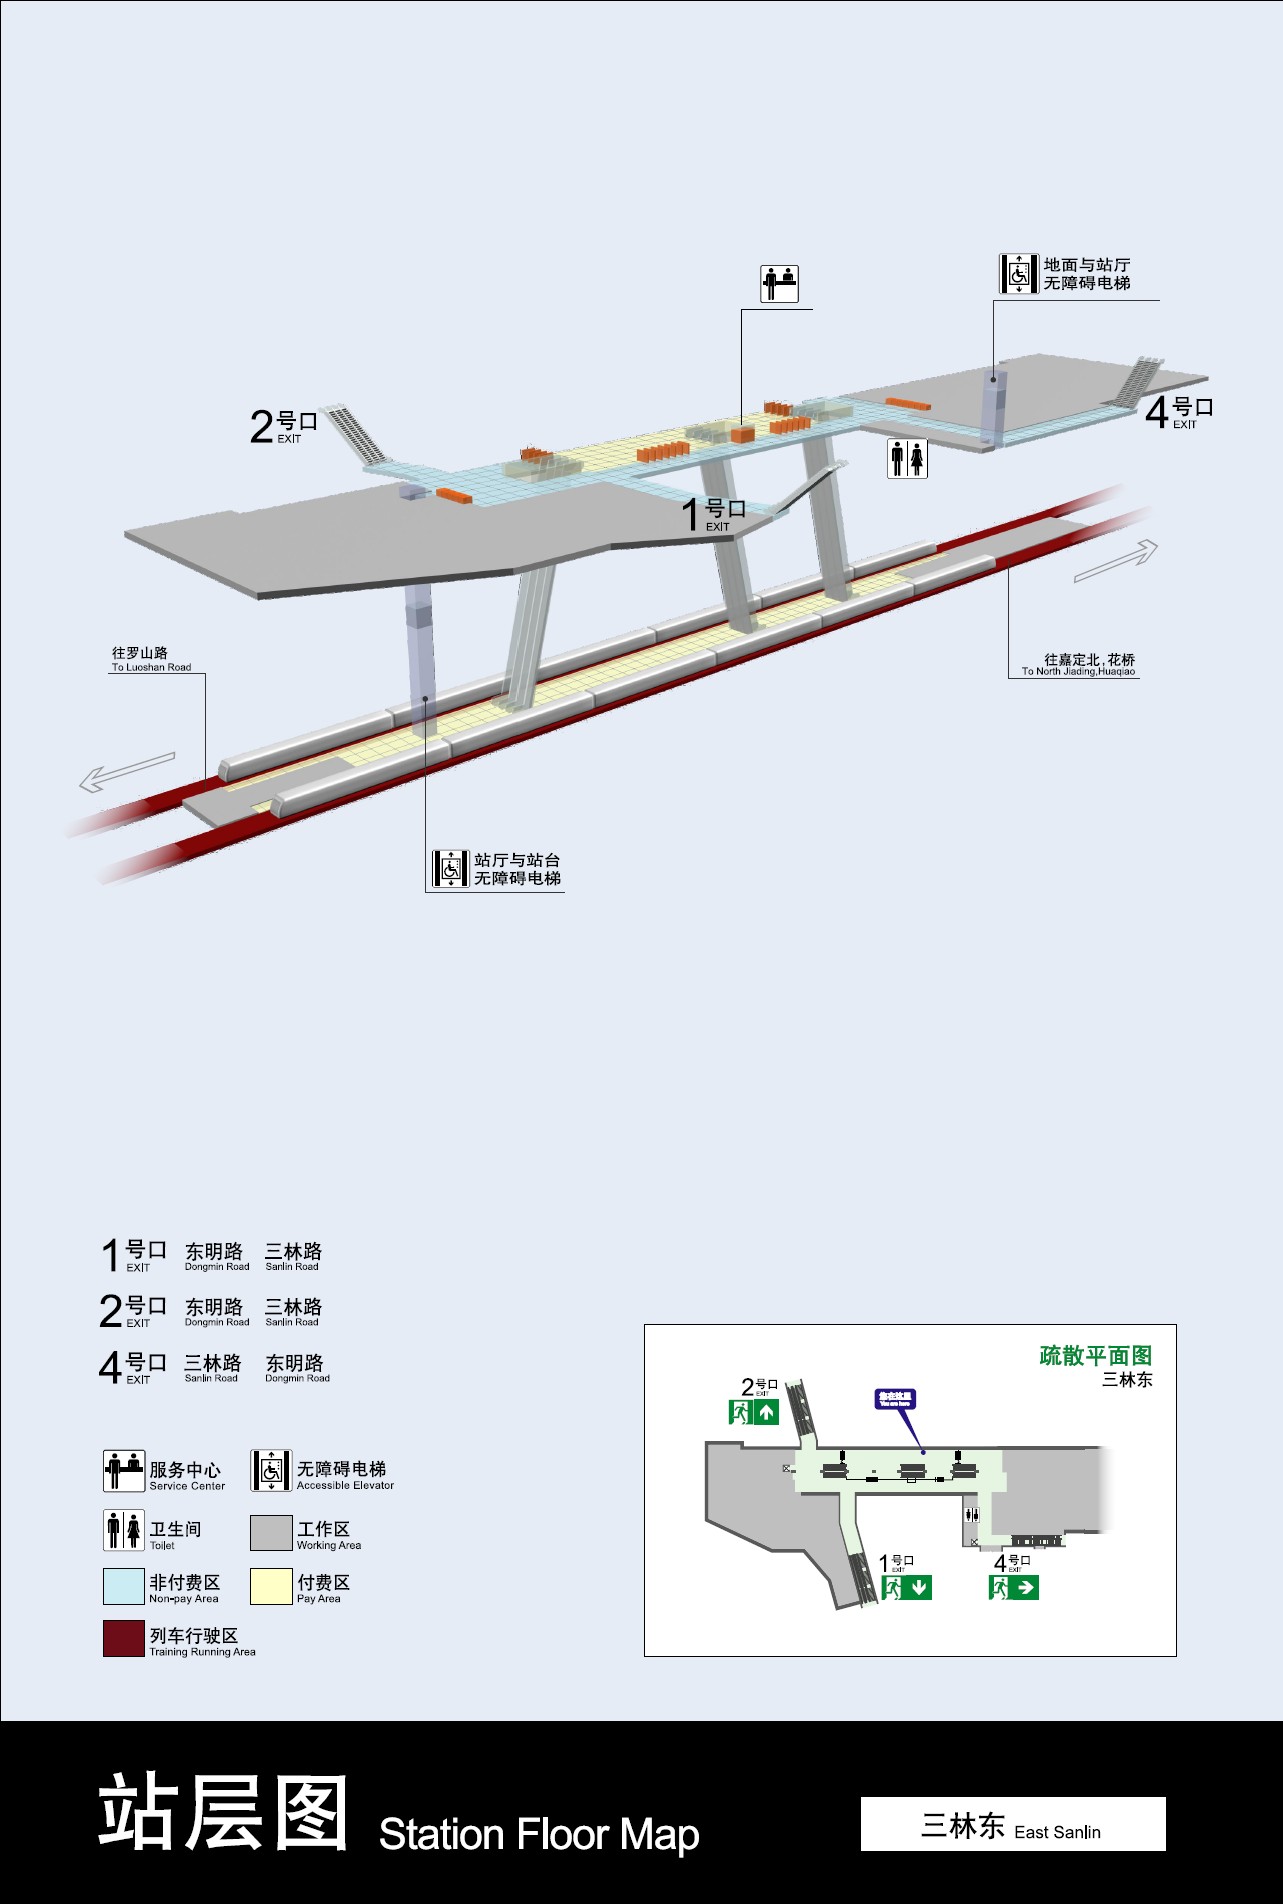 地面与站厅
无障碍电梯
2号口
EXIT
4号口
EXIT
1号口
EXIT
往罗山路
To Luoshan Road
往嘉定北,花桥
To North Jiading,Huaqiao
站厅与站台
无障碍电梯
1号口 东明路 三林路
EXIT Dongmin Road Sanlin Road
2号口 东明路 三林路
EXIT Dongmin Road Sanlin Road
4号口 三林路 东明路
EXIT Sanlin Road Dongmin Road
服务中心 无障碍电梯
Service Center Accessible Elevator
卫生间 工作区
Toilet Working Area
非付费区 付费区
Non-pay Area Pay Area
列车行驶区
Training Running Area
疏散平面图
三林东
2号口
EXIT
您在这里
You are here
1号口
EXIT
4号口
EXIT
站层图 Station Floor Map
三林东 East Sanlin